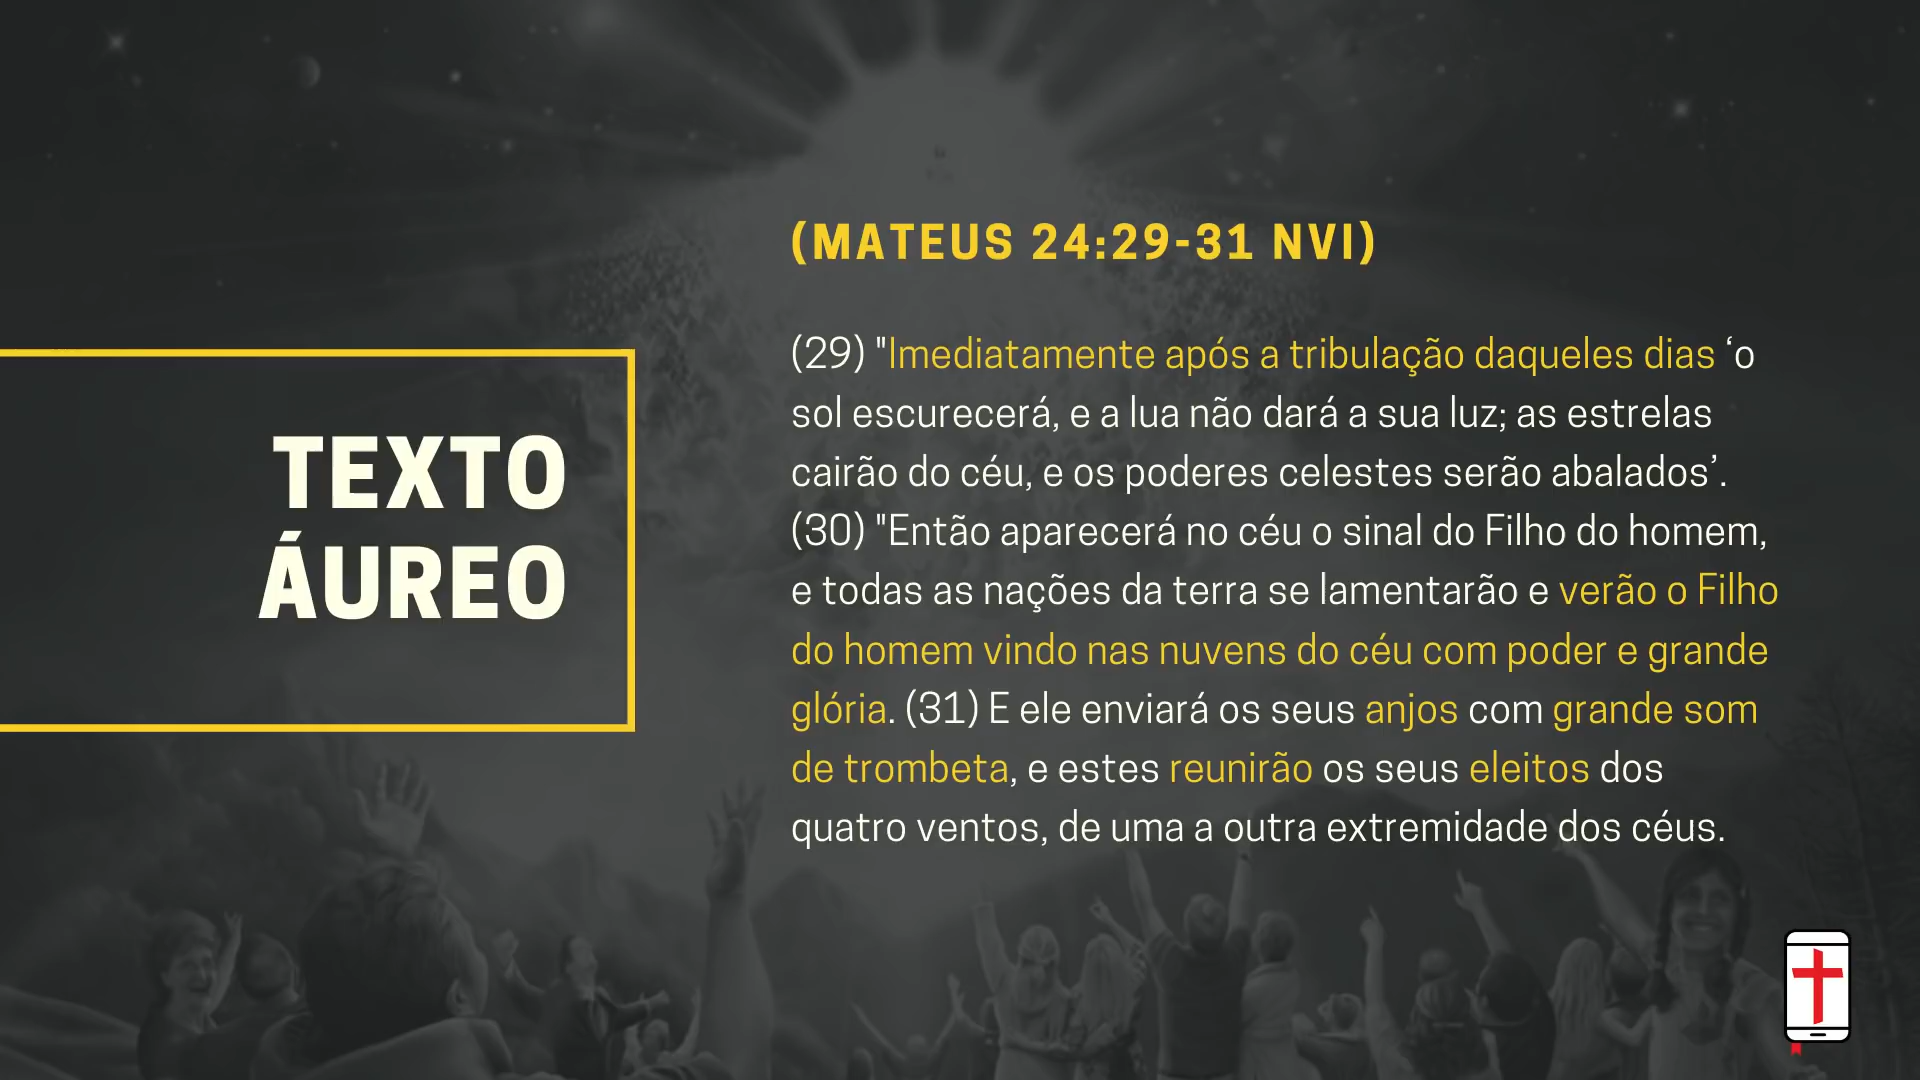 TEXTO
ÁUREO
(MATEUS 24:29-31 NVI)
(29) "Imediatamente após a tribulação daqueles dias ‘o
sol escurecerá, e a lua não dará a sua luz; as estrelas
cairão do céu, e os poderes celestes serão abalados’.
(30) "Então aparecerá no céu o sinal do Filho do homem,
e todas as nações da terra se lamentarão e verão o Filho
do homem vindo nas nuvens do céu com poder e grande
glória. (31) E ele enviará os seus anjos com grande som
de trombeta, e estes reunirão os seus eleitos dos
quatro ventos, de uma a outra extremidade dos céus.